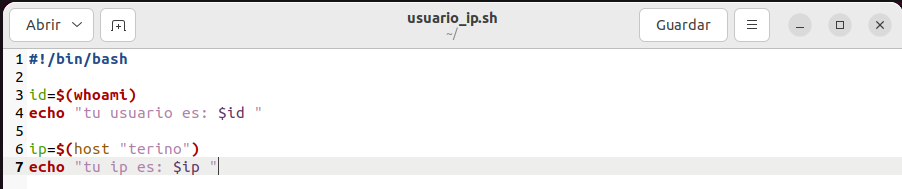 Abrir
usuario_ip.sh
~/
Guardar
1 #!/bin/bash
2
3 id=$(whoami)
4 echo "tu usuario es: $id "
5
6 ip=$(host "terino")
7 echo "tu ip es: $ip "